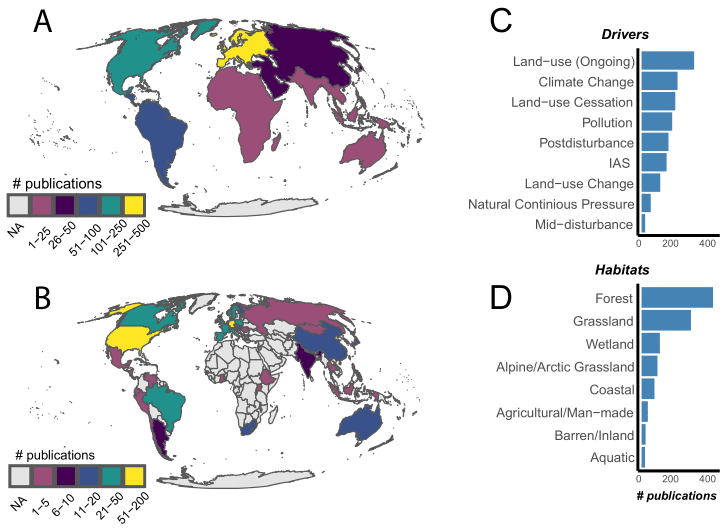 A
# publications
NA
1−25
26−50
51−100
101−250
251−500
B
# publications
NA
1−5
6−10
11−20
21−50
51−200
C
Drivers
Land−use (Ongoing)
Climate Change
Land−use Cessation
Pollution
Postdisturbance
IAS
Land−use Change
Natural Continious Pressure
Mid−disturbance
0 200 400
Habitats
D
Forest
Grassland
Wetland
Alpine/Arctic Grassland
Coastal
Agricultural/Man−made
Barren/Inland
Aquatic
0 200 400
# publications